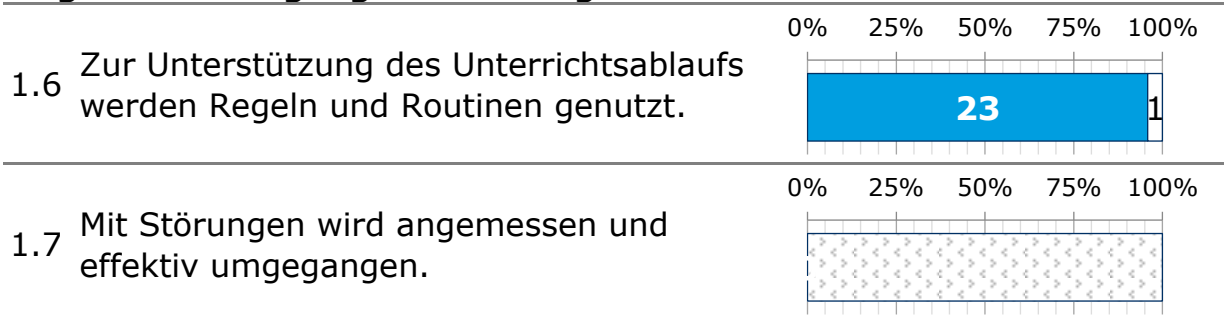 0% 25% 50% 75% 100%
1.6 Zur Unterstützung des Unterrichtsablaufs
werden Regeln und Routinen genutzt.
23 1
0% 25% 50% 75% 100%
1.7 Mit Störungen wird angemessen und
effektiv umgegangen.